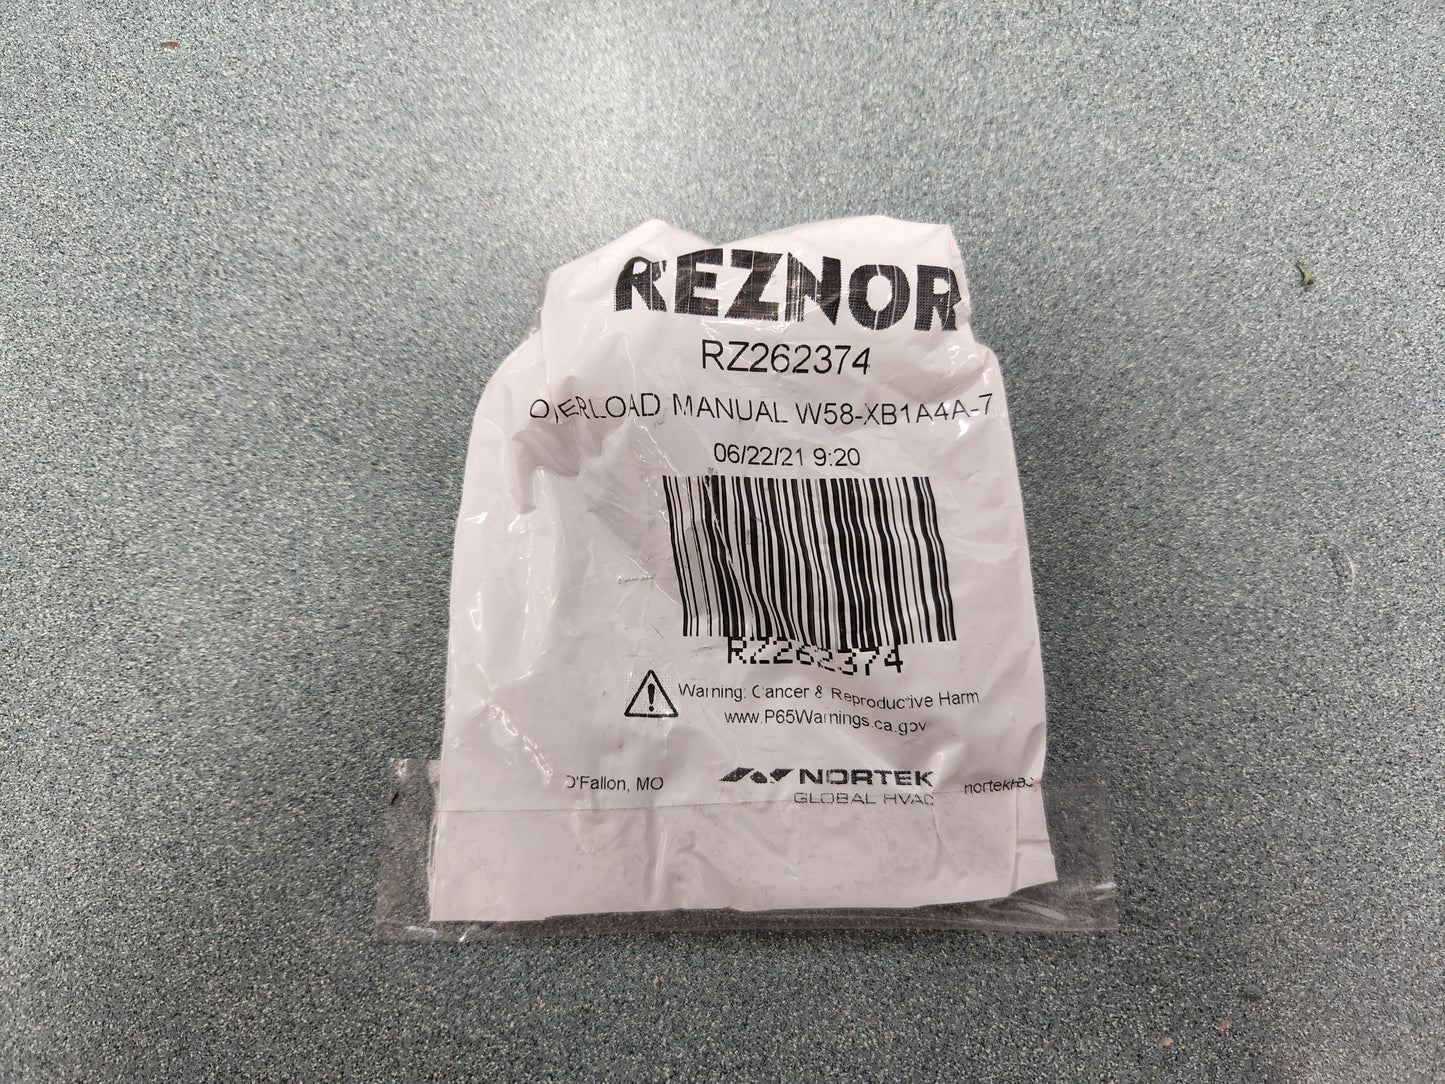 REZNOR
RZ262374
OVERLOAD MANUAL W58-XB1A4A-7
06/22/21 9:20
RZ262374
Warning: Cancer & Reproductive Harm
www.P65Warnings.ca.gov
O'Fallon, MO
NORTEK
GLOBAL HVAC